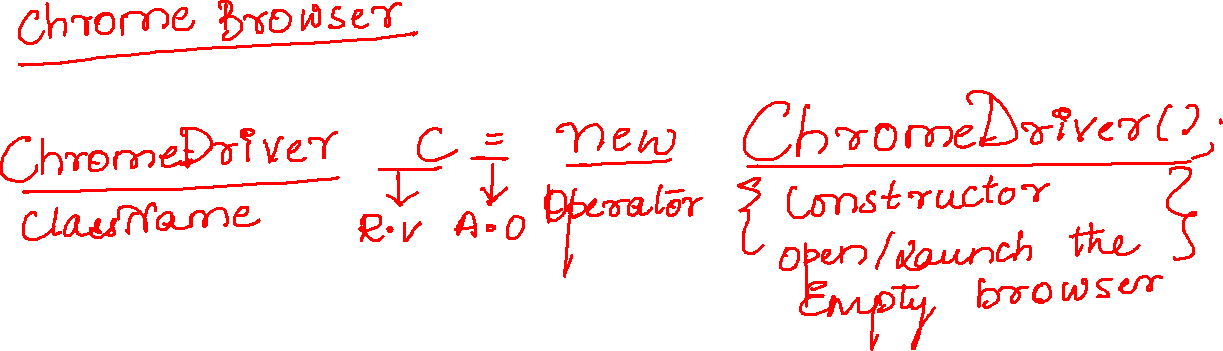 Chrome Browser
ChromeDriver C = new ChromeDriver();
ClassName R.V A.O Operator { Constructor
open/Launch the }
Empty browser